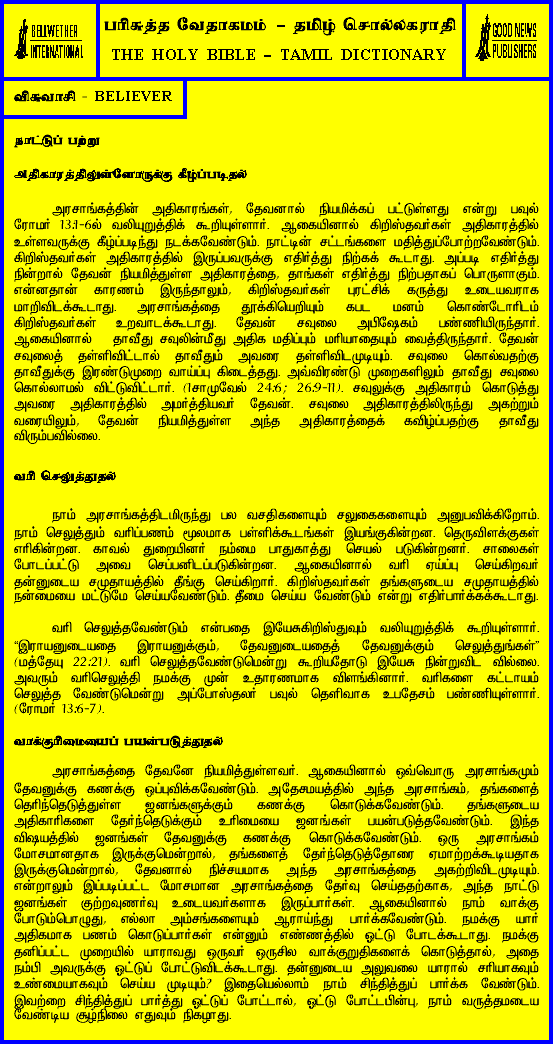 BELLWETHER
INTERNATIONAL
பரிசுத்த வேதாகமம் - தமிழ் சொல்லகராதி
THE HOLY BIBLE – TAMIL DICTIONARY
GOOD NEWS
PUBLISHERS
விசுவாசி - BELIEVER
நாட்டுப் பற்று
அதிகாரத்திலுள்ளோருக்கு கீழ்ப்படிதல்
அரசாங்கத்தின் அதிகாரங்கள், தேவனால் நியமிக்கப் பட்டுள்ளது என்று பவுல்
ரோமர் 13:1-6ல் வலியுறுத்திக் கூறியுள்ளார். ஆகையினால் கிறிஸ்தவர்கள் அதிகாரத்தில்
உள்ளவருக்கு கீழ்ப்படிந்து நடக்கவேண்டும். நாட்டின் சட்டங்களை மதித்துப்போற்றவேண்டும்.
கிறிஸ்தவர்கள் அதிகாரத்தில் இருப்பவருக்கு எதிர்த்து நிற்கக் கூடாது. அப்படி எதிர்த்து
நின்றால் தேவன் நியமித்துள்ள அதிகாரத்தை, தாங்கள் எதிர்த்து நிற்பதாகப் பொருளாகும்.
என்னதான் காரணம் இருந்தாலும், கிறிஸ்தவர்கள் புரட்சிக் கருத்து உடையவராக
மாறிவிடக்கூடாது. அரசாங்கத்தை தூக்கியெறியும் கபட மனம் கொண்டோரிடம்
கிறிஸ்தவர்கள் உறவாடக்கூடாது. தேவன் சவுலை அபிஷேகம் பண்ணியிருந்தார்.
ஆகையினால் தாவீது சவுலின்மீது அதிக மதிப்பும் மரியாதையும் வைத்திருந்தார். தேவன்
சவுலைத் தள்ளிவிட்டால் தாவீதும் அவரை தள்ளிவிடமுடியும். சவுலை கொல்வதற்கு
தாவீதுக்கு இரண்டுமுறை வாய்ப்பு கிடைத்தது. அவ்விரண்டு முறைகளிலும் தாவீது சவுலை
கொல்லாமல் விட்டுவிட்டார். (1சாமுவேல் 24:6; 26:9-11). சவுலுக்கு அதிகாரம் கொடுத்து
அவரை அதிகாரத்தில் அமர்த்தியவர் தேவன். சவுலை அதிகாரத்திலிருந்து அகற்றும்
வரையிலும், தேவன் நியமித்துள்ள அந்த அதிகாரத்தைக் கவிழ்ப்பதற்கு தாவீது
விரும்பவில்லை.
வரி செலுத்துதல்
நாம் அரசாங்கத்திடமிருந்து பல வசதிகளையும் சலுகைகளையும் அனுபவிக்கிறோம்.
நாம் செலுத்தும் வரிப்பணம் மூலமாக பள்ளிக்கூடங்கள் இயங்குகின்றன. தெருவிளக்குகள்
எரிகின்றன. காவல் துறையினர் நம்மை பாதுகாத்து செயல் படுகின்றனர். சாலைகள்
போடப்பட்டு அவை செப்பனிடப்படுகின்றன. ஆகையினால் வரி ஏய்ப்பு செய்கிறவர்
தன்னுடைய சமுதாயத்தில் தீங்கு செய்கிறார். கிறிஸ்தவர்கள் தங்களுடைய சமுதாயத்தில்
நன்மையை மட்டுமே செய்யவேண்டும். தீமை செய்ய வேண்டும் என்று எதிர்பார்க்கக்கூடாது.
வரி செலுத்தவேண்டும் என்பதை இயேசுகிறிஸ்துவும் வலியுறுத்திக் கூறியுள்ளார்.
“இராயனுடையதை இராயனுக்கும், தேவனுடையதைத் தேவனுக்கும் செலுத்துங்கள்”
(மத்தேயு 22:21). வரி செலுத்தவேண்டுமென்று கூறியதோடு இயேசு நின்றுவிட வில்லை.
அவரும் வரிசெலுத்தி நமக்கு முன் உதாரணமாக விளங்கினார். வரிகளை கட்டாயம்
செலுத்த வேண்டுமென்று அப்போஸ்தலர் பவுல் தெளிவாக உபதேசம் பண்ணியுள்ளார்.
(ரோமர் 13:6-7).
வாக்குரிமையைப் பயன்படுத்துதல்
அரசாங்கத்தை தேவனே நியமித்துள்ளவர். ஆகையினால் ஒவ்வொரு அரசாங்கமும்
தேவனுக்கு கணக்கு ஒப்புவிக்கவேண்டும். அதேசமயத்தில் அந்த அரசாங்கம், தங்களைத்
தெரிந்தெடுத்துள்ள ஜனங்களுக்கும் கணக்கு கொடுக்கவேண்டும். தங்களுடைய
அதிகாரிகளை தேர்ந்தெடுக்கும் உரிமையை ஜனங்கள் பயன்படுத்தவேண்டும். இந்த
விஷயத்தில் ஜனங்கள் தேவனுக்கு கணக்கு கொடுக்கவேண்டும். ஒரு அரசாங்கம்
மோசமானதாக இருக்குமென்றால், தங்களைத் தேர்ந்தெடுத்தோரை ஏமாற்றக்கூடியதாக
இருக்குமென்றால், தேவனால் நிச்சயமாக அந்த அரசாங்கத்தை அகற்றிவிடமுடியும்.
என்றாலும் இப்படிப்பட்ட மோசமான அரசாங்கத்தை தேர்வு செய்ததற்காக, அந்த நாட்டு
ஜனங்கள் குற்றவுணர்வு உடையவர்களாக இருப்பார்கள். ஆகையினால் நாம் வாக்கு
போடும்பொழுது, எல்லா அம்சங்களையும் ஆராய்ந்து பார்க்கவேண்டும். நமக்கு யார்
அதிகமாக பணம் கொடுப்பார்கள் என்னும் எண்ணத்தில் ஓட்டு போடக்கூடாது. நமக்கு
தனிப்பட்ட முறையில் யாராவது ஒருவர் ஒருசில வாக்குறுதிகளைக் கொடுத்தால், அதை
நம்பி அவருக்கு ஓட்டுப் போட்டுவிடக்கூடாது. தன்னுடைய அலுவலை யாரால் சரியாகவும்
உண்மையாகவும் செய்ய முடியும்? இதையெல்லாம் நாம் சிந்தித்துப் பார்க்க வேண்டும்.
இவற்றை சிந்தித்துப் பார்த்து ஓட்டுப் போட்டால், ஓட்டு போட்டபின்பு, நாம் வருத்தமடைய
வேண்டிய சூழ்நிலை எதுவும் நிகழாது.